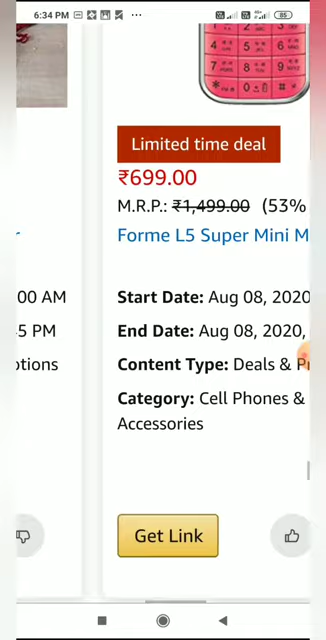 6:34 PM ... 4G+ 85
4 5 6
7 8 9
* 0 #
Limited time deal
₹699.00
M.R.P.: ₹1,499.00 (53%
Forme L5 Super Mini M
00 AM
Start Date: Aug 08, 2020
5 PM
End Date: Aug 08, 2020,
otions
Content Type: Deals & Pr
Category: Cell Phones &
Accessories
Get Link